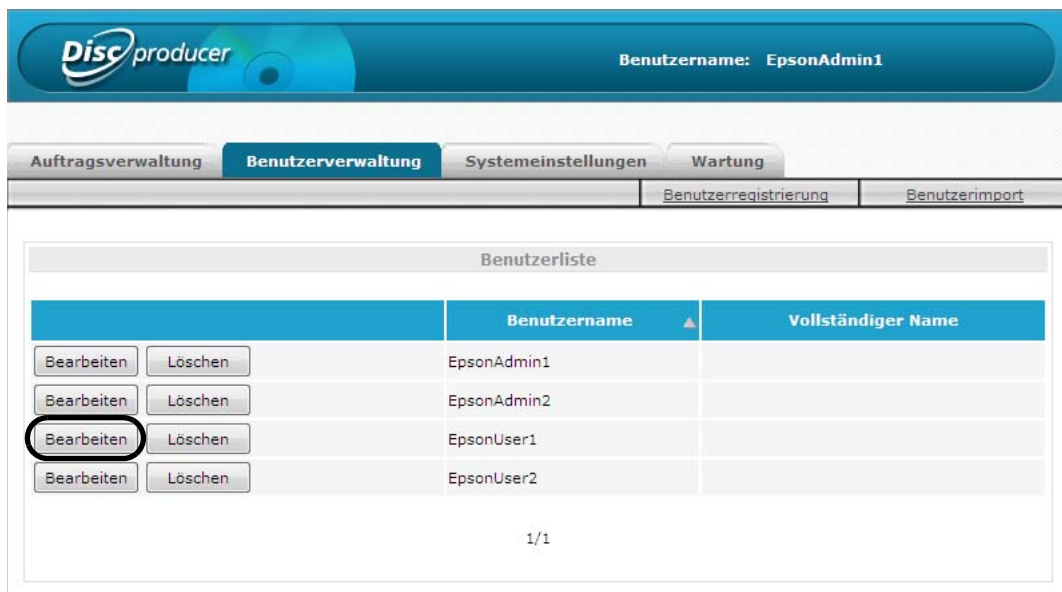 Disc producer
Benutzername: EpsonAdmin1
Auftragsverwaltung Benutzerverwaltung Systemeinstellungen Wartung
Benutzerregistrierung Benutzerimport
Benutzerliste
Benutzername Vollständiger Name
Bearbeiten Löschen EpsonAdmin1
Bearbeiten Löschen EpsonAdmin2
Bearbeiten Löschen EpsonUser1
Bearbeiten Löschen EpsonUser2
1/1